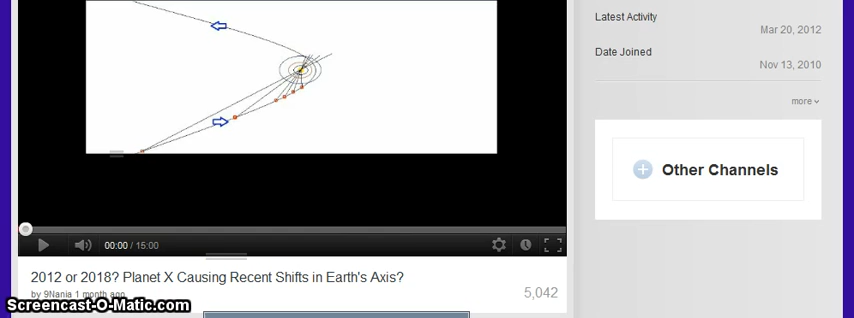 Latest Activity
Mar 20, 2012
Date Joined
Nov 13, 2010
more
Other Channels
00:00 / 15:00
2012 or 2018? Planet X Causing Recent Shifts in Earth's Axis?
by 9Nania 1 month ago
5,042
Screencast-O-Matic.com